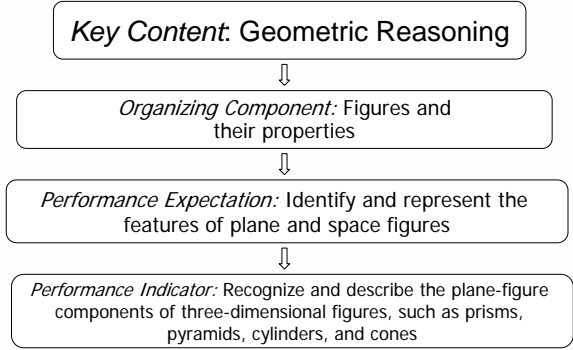 Key Content: Geometric Reasoning
Organizing Component: Figures and
their properties
Performance Expectation: Identify and represent the
features of plane and space figures
Performance Indicator: Recognize and describe the plane-figure
components of three-dimensional figures, such as prisms,
pyramids, cylinders, and cones